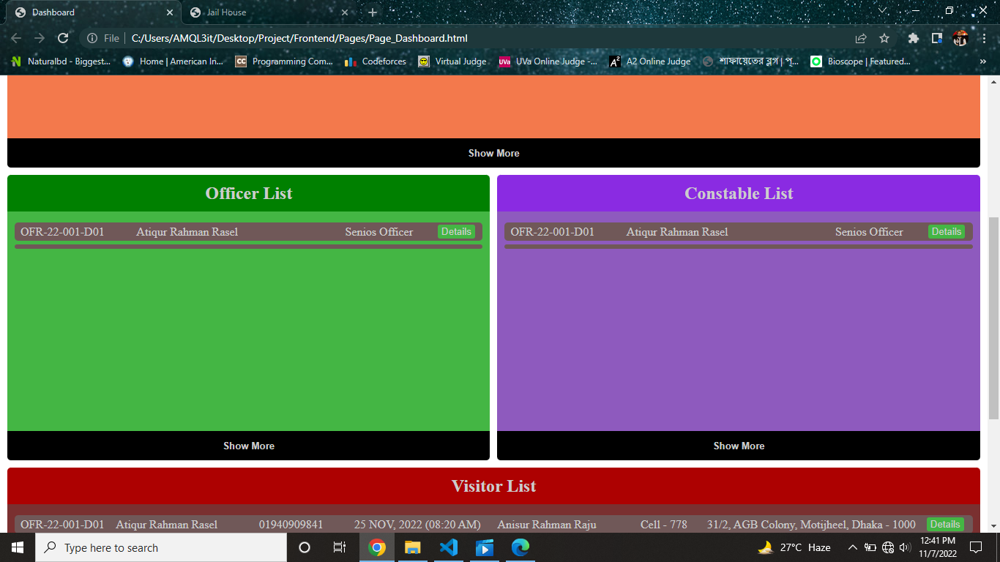 Dashboard
Jail House
File
C:/Users/AMQL3it/Desktop/Project/Frontend/Pages/Page_Dashboard.html
Naturalbd - Biggest...
Home | American In...
CC
Programming Com...
Codeforces
Virtual Judge
UVa
UVa Online Judge -...
A2
A2 Online Judge
শাফায়েতের ব্লগ | প্...
Bioscope | Featured...
Show More
Officer List
Constable List
OFR-22-001-D01 Atiqur Rahman Rasel Senios Officer Details
OFR-22-001-D01 Atiqur Rahman Rasel Senios Officer Details
Show More
Show More
Visitor List
OFR-22-001-D01 Atiqur Rahman Rasel 01940909841 25 NOV, 2022 (08:20 AM) Anisur Rahman Raju Cell - 778 31/2, AGB Colony, Motijheel, Dhaka - 1000 Details
Type here to search
27°C Haze
12:41 PM
11/7/2022